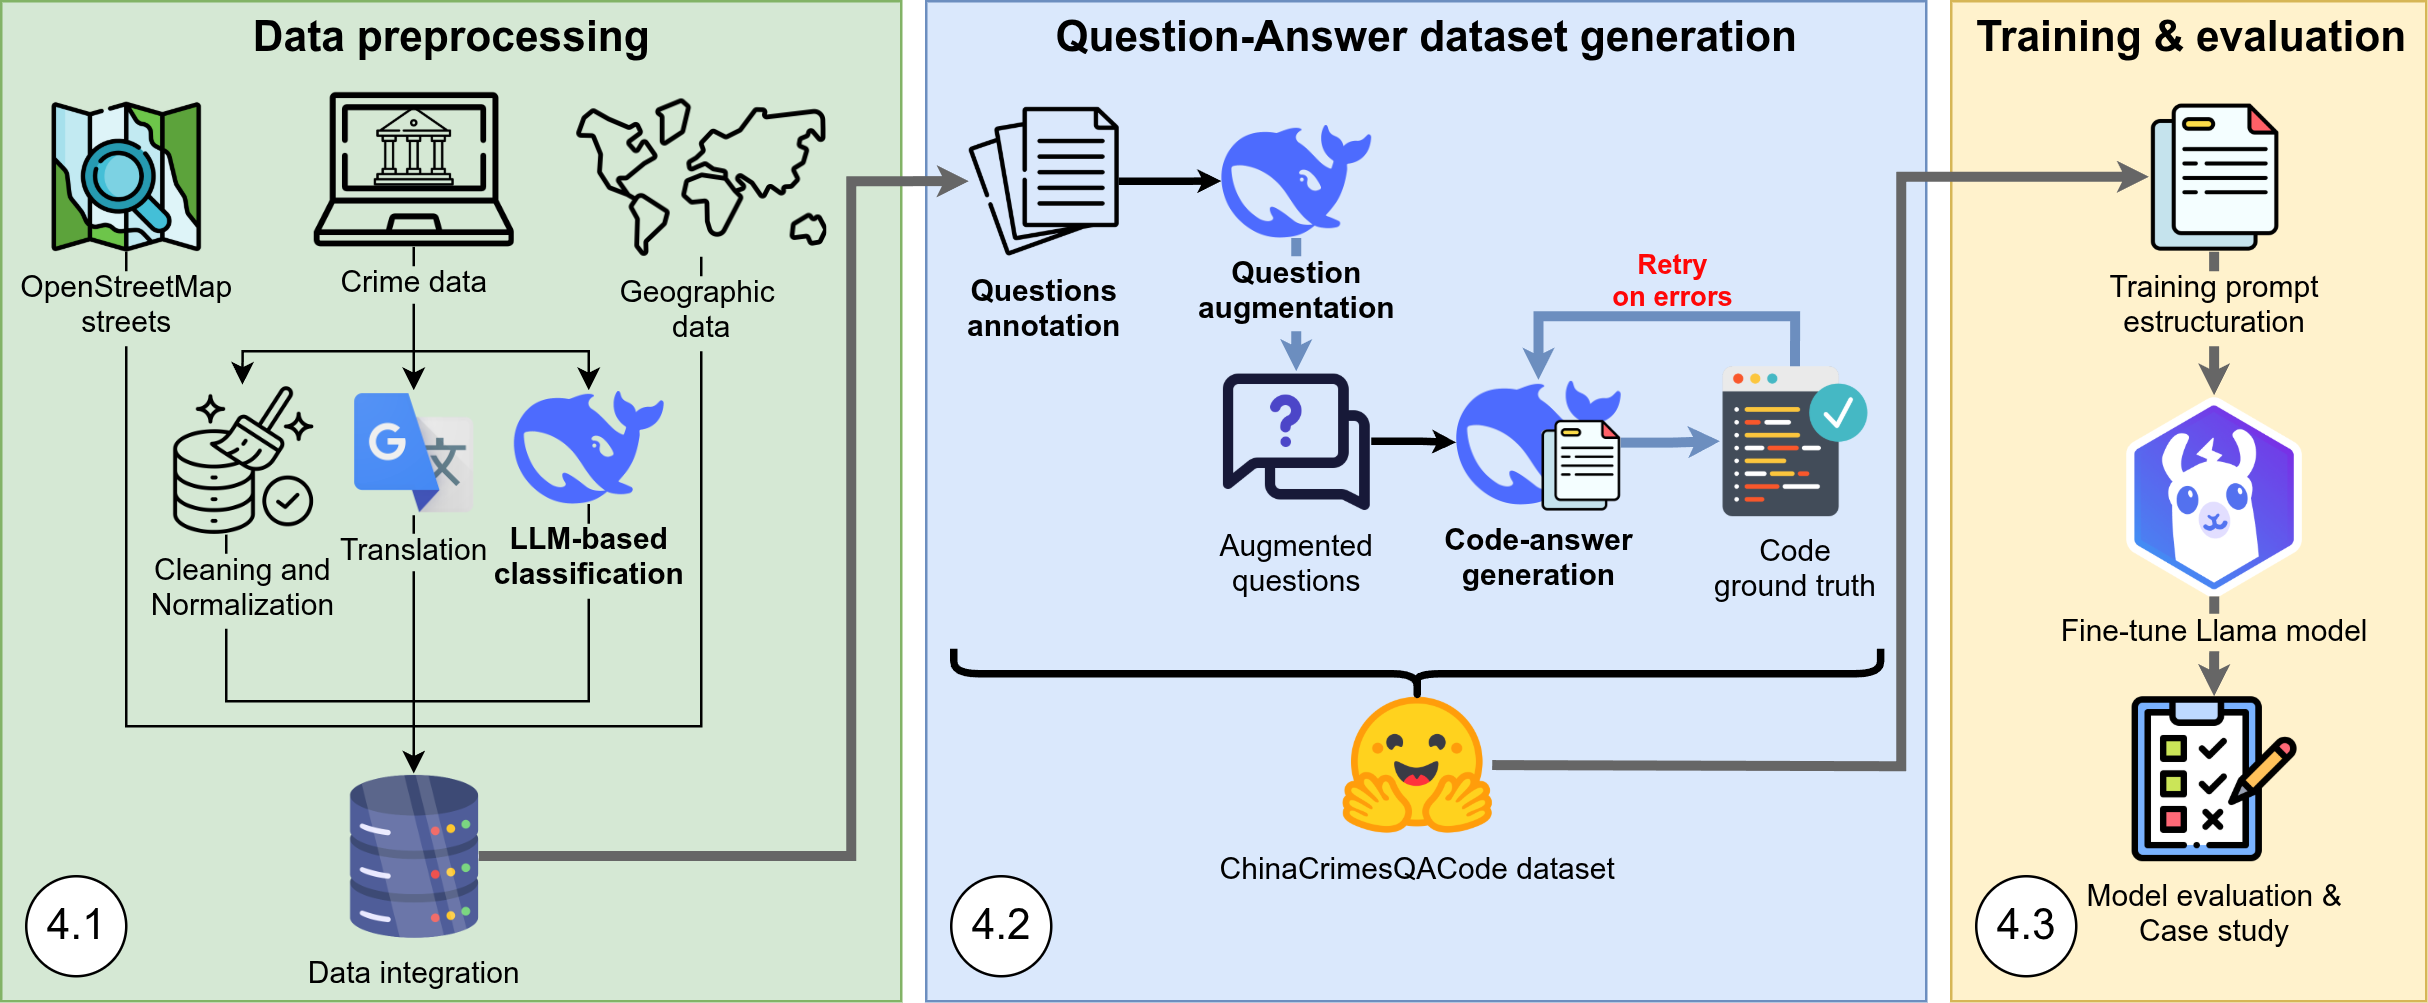 Data preprocessing
OpenStreetMap
streets
Crime data
Geographic
data
G
文
Cleaning and
Normalization
Translation
LLM-based
classification
Data integration
4.1
Question-Answer dataset generation
Questions
annotation
Question
augmentation
Retry
on errors
?
Augmented
questions
Code-answer
generation
Code
ground truth
ChinaCrimesQACode dataset
4.2
Training & evaluation
Training prompt
estructuration
Fine-tune Llama model
Model evaluation &
Case study
4.3